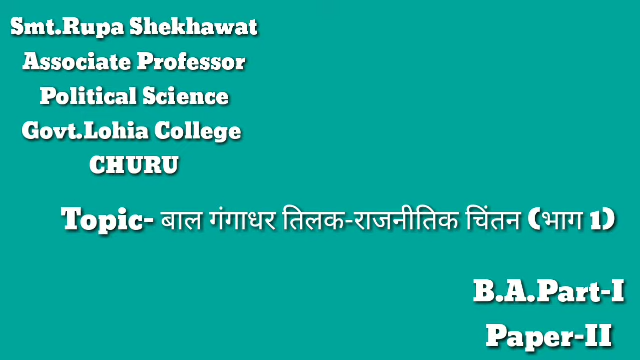 Smt.Rupa Shekhawat
Associate Professor
Political Science
Govt.Lohia College
CHURU
Topic- बाल गंगाधर तिलक-राजनीतिक चिंतन (भाग 1)
B.A.Part-I
Paper-II